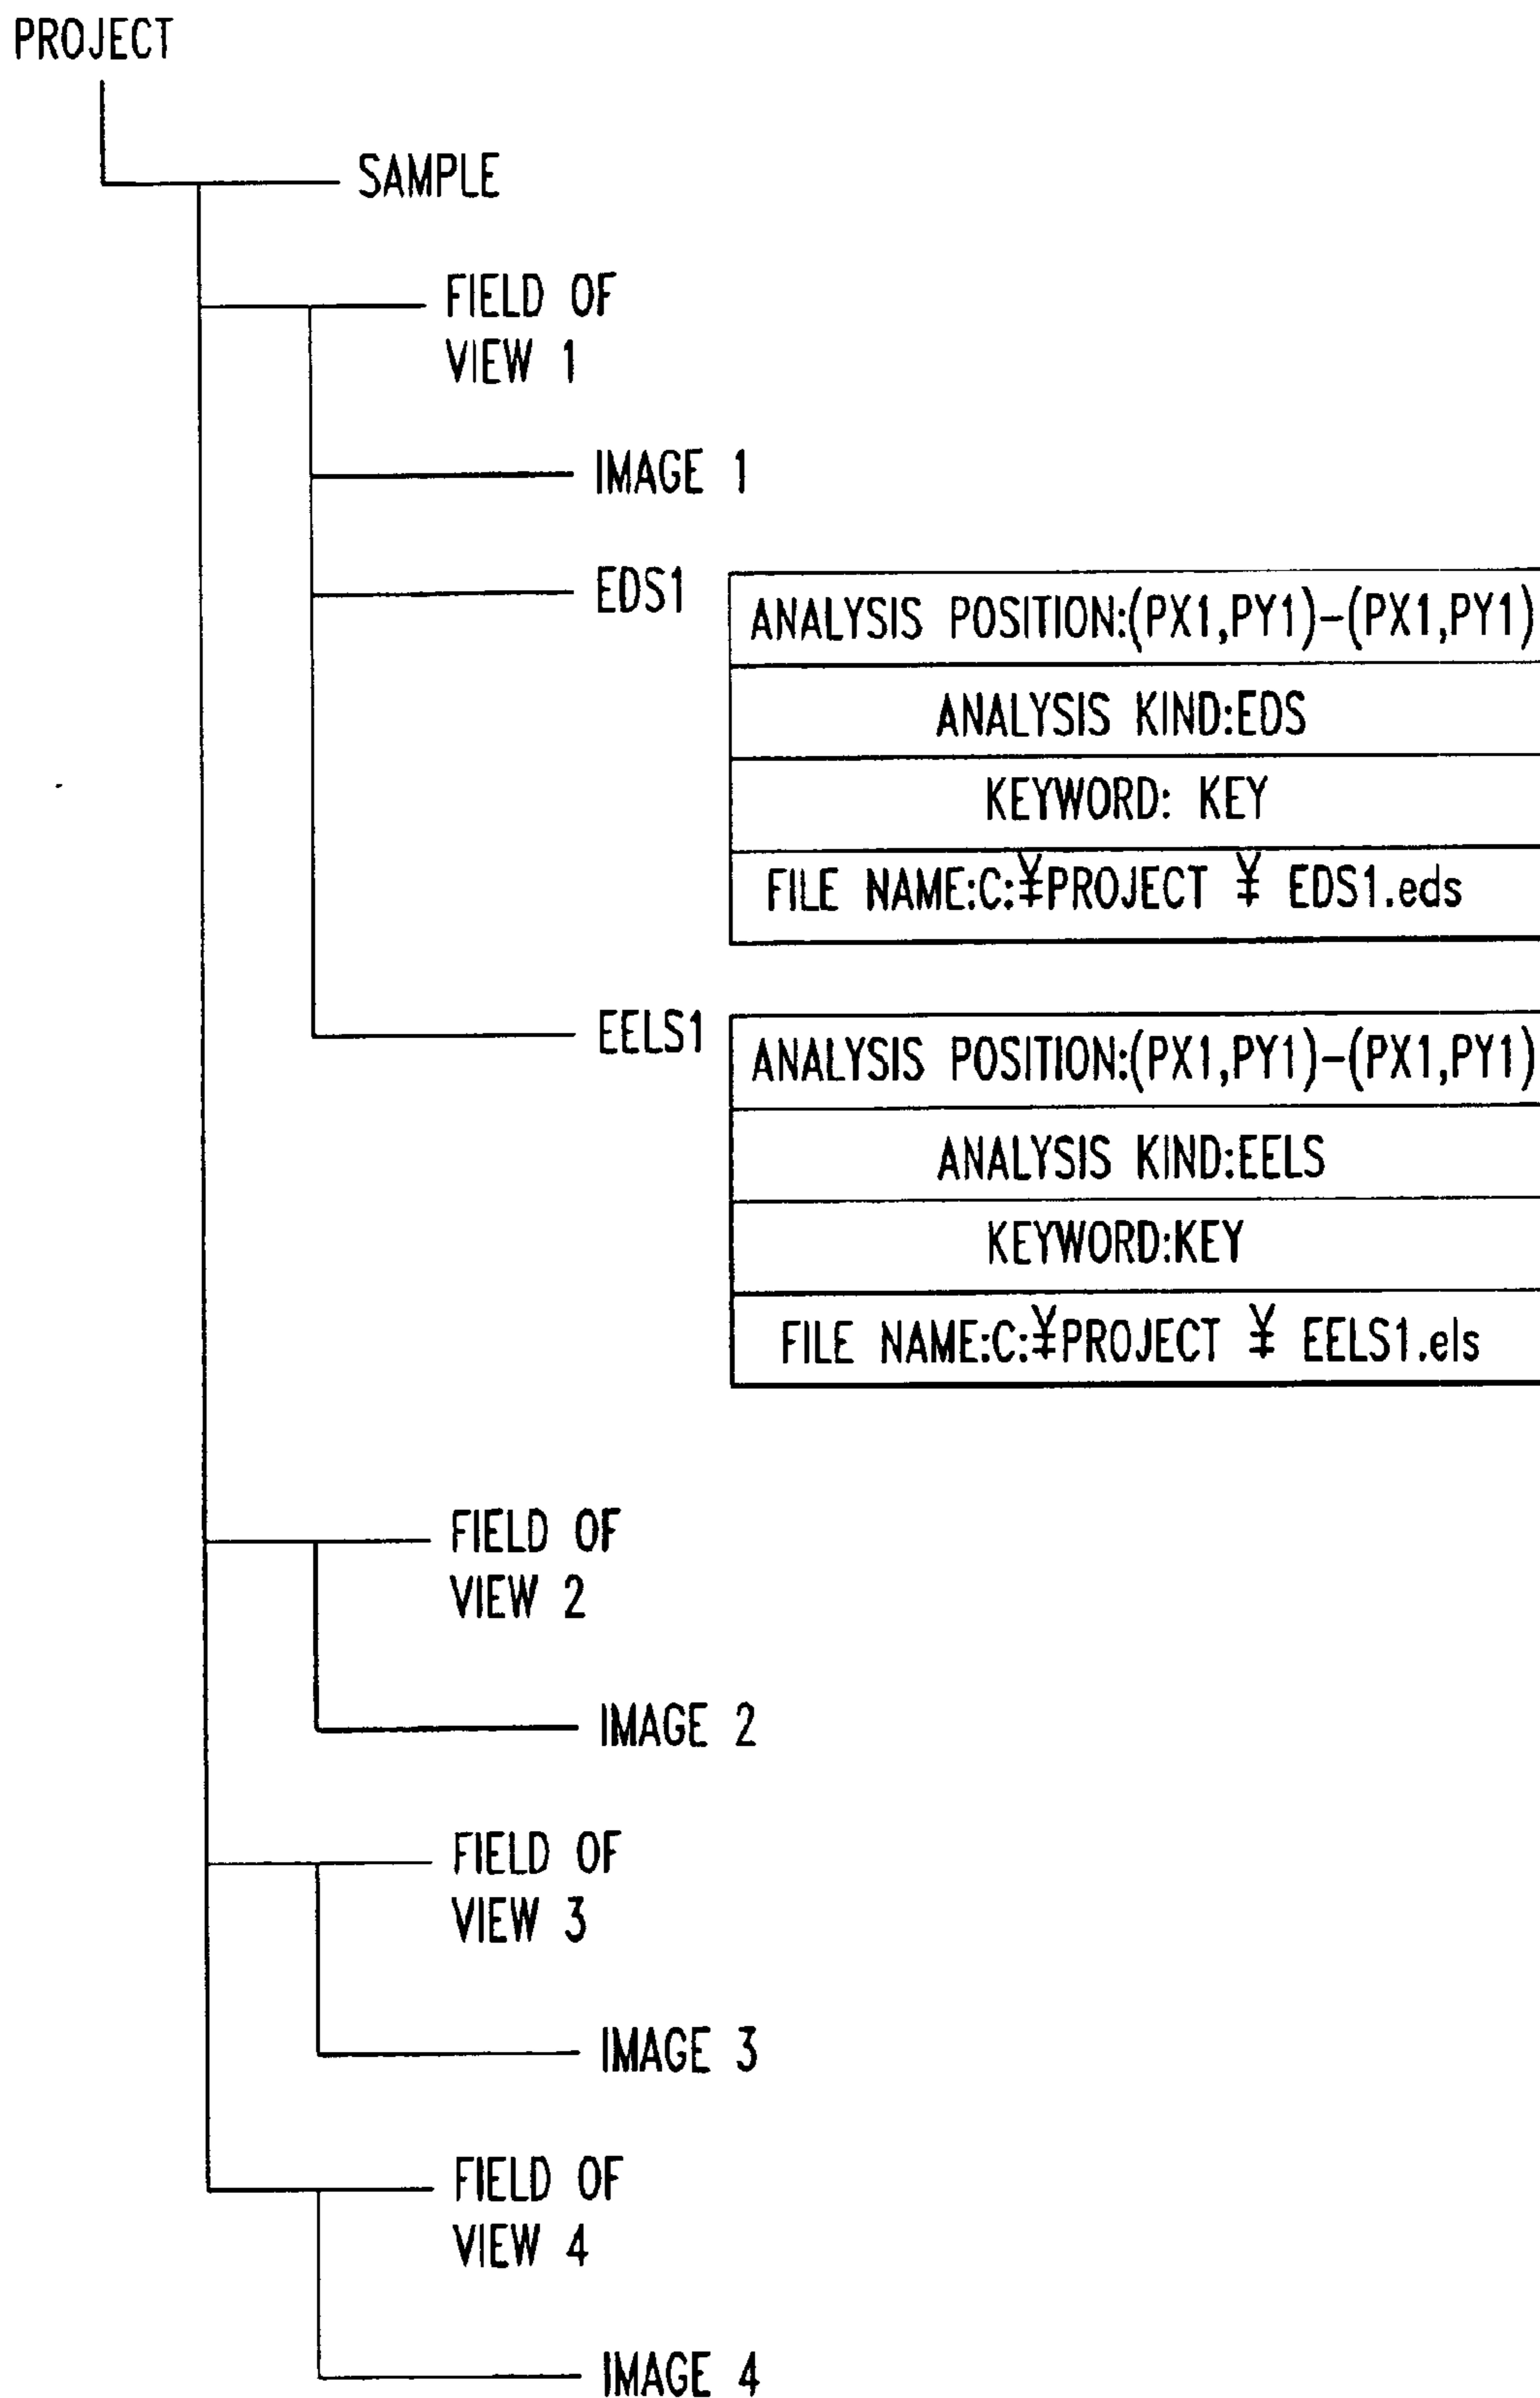 PROJECT
SAMPLE
FIELD OF
VIEW 1
IMAGE 1
EDS1
ANALYSIS POSITION:(PX1,PY1)-(PX1,PY1)
ANALYSIS KIND:EDS
KEYWORD: KEY
FILE NAME:C:¥PROJECT ¥ EDS1.eds
EELS1
ANALYSIS POSITION:(PX1,PY1)-(PX1,PY1)
ANALYSIS KIND:EELS
KEYWORD:KEY
FILE NAME:C:¥PROJECT ¥ EELS1.els
FIELD OF
VIEW 2
IMAGE 2
FIELD OF
VIEW 3
IMAGE 3
FIELD OF
VIEW 4
IMAGE 4